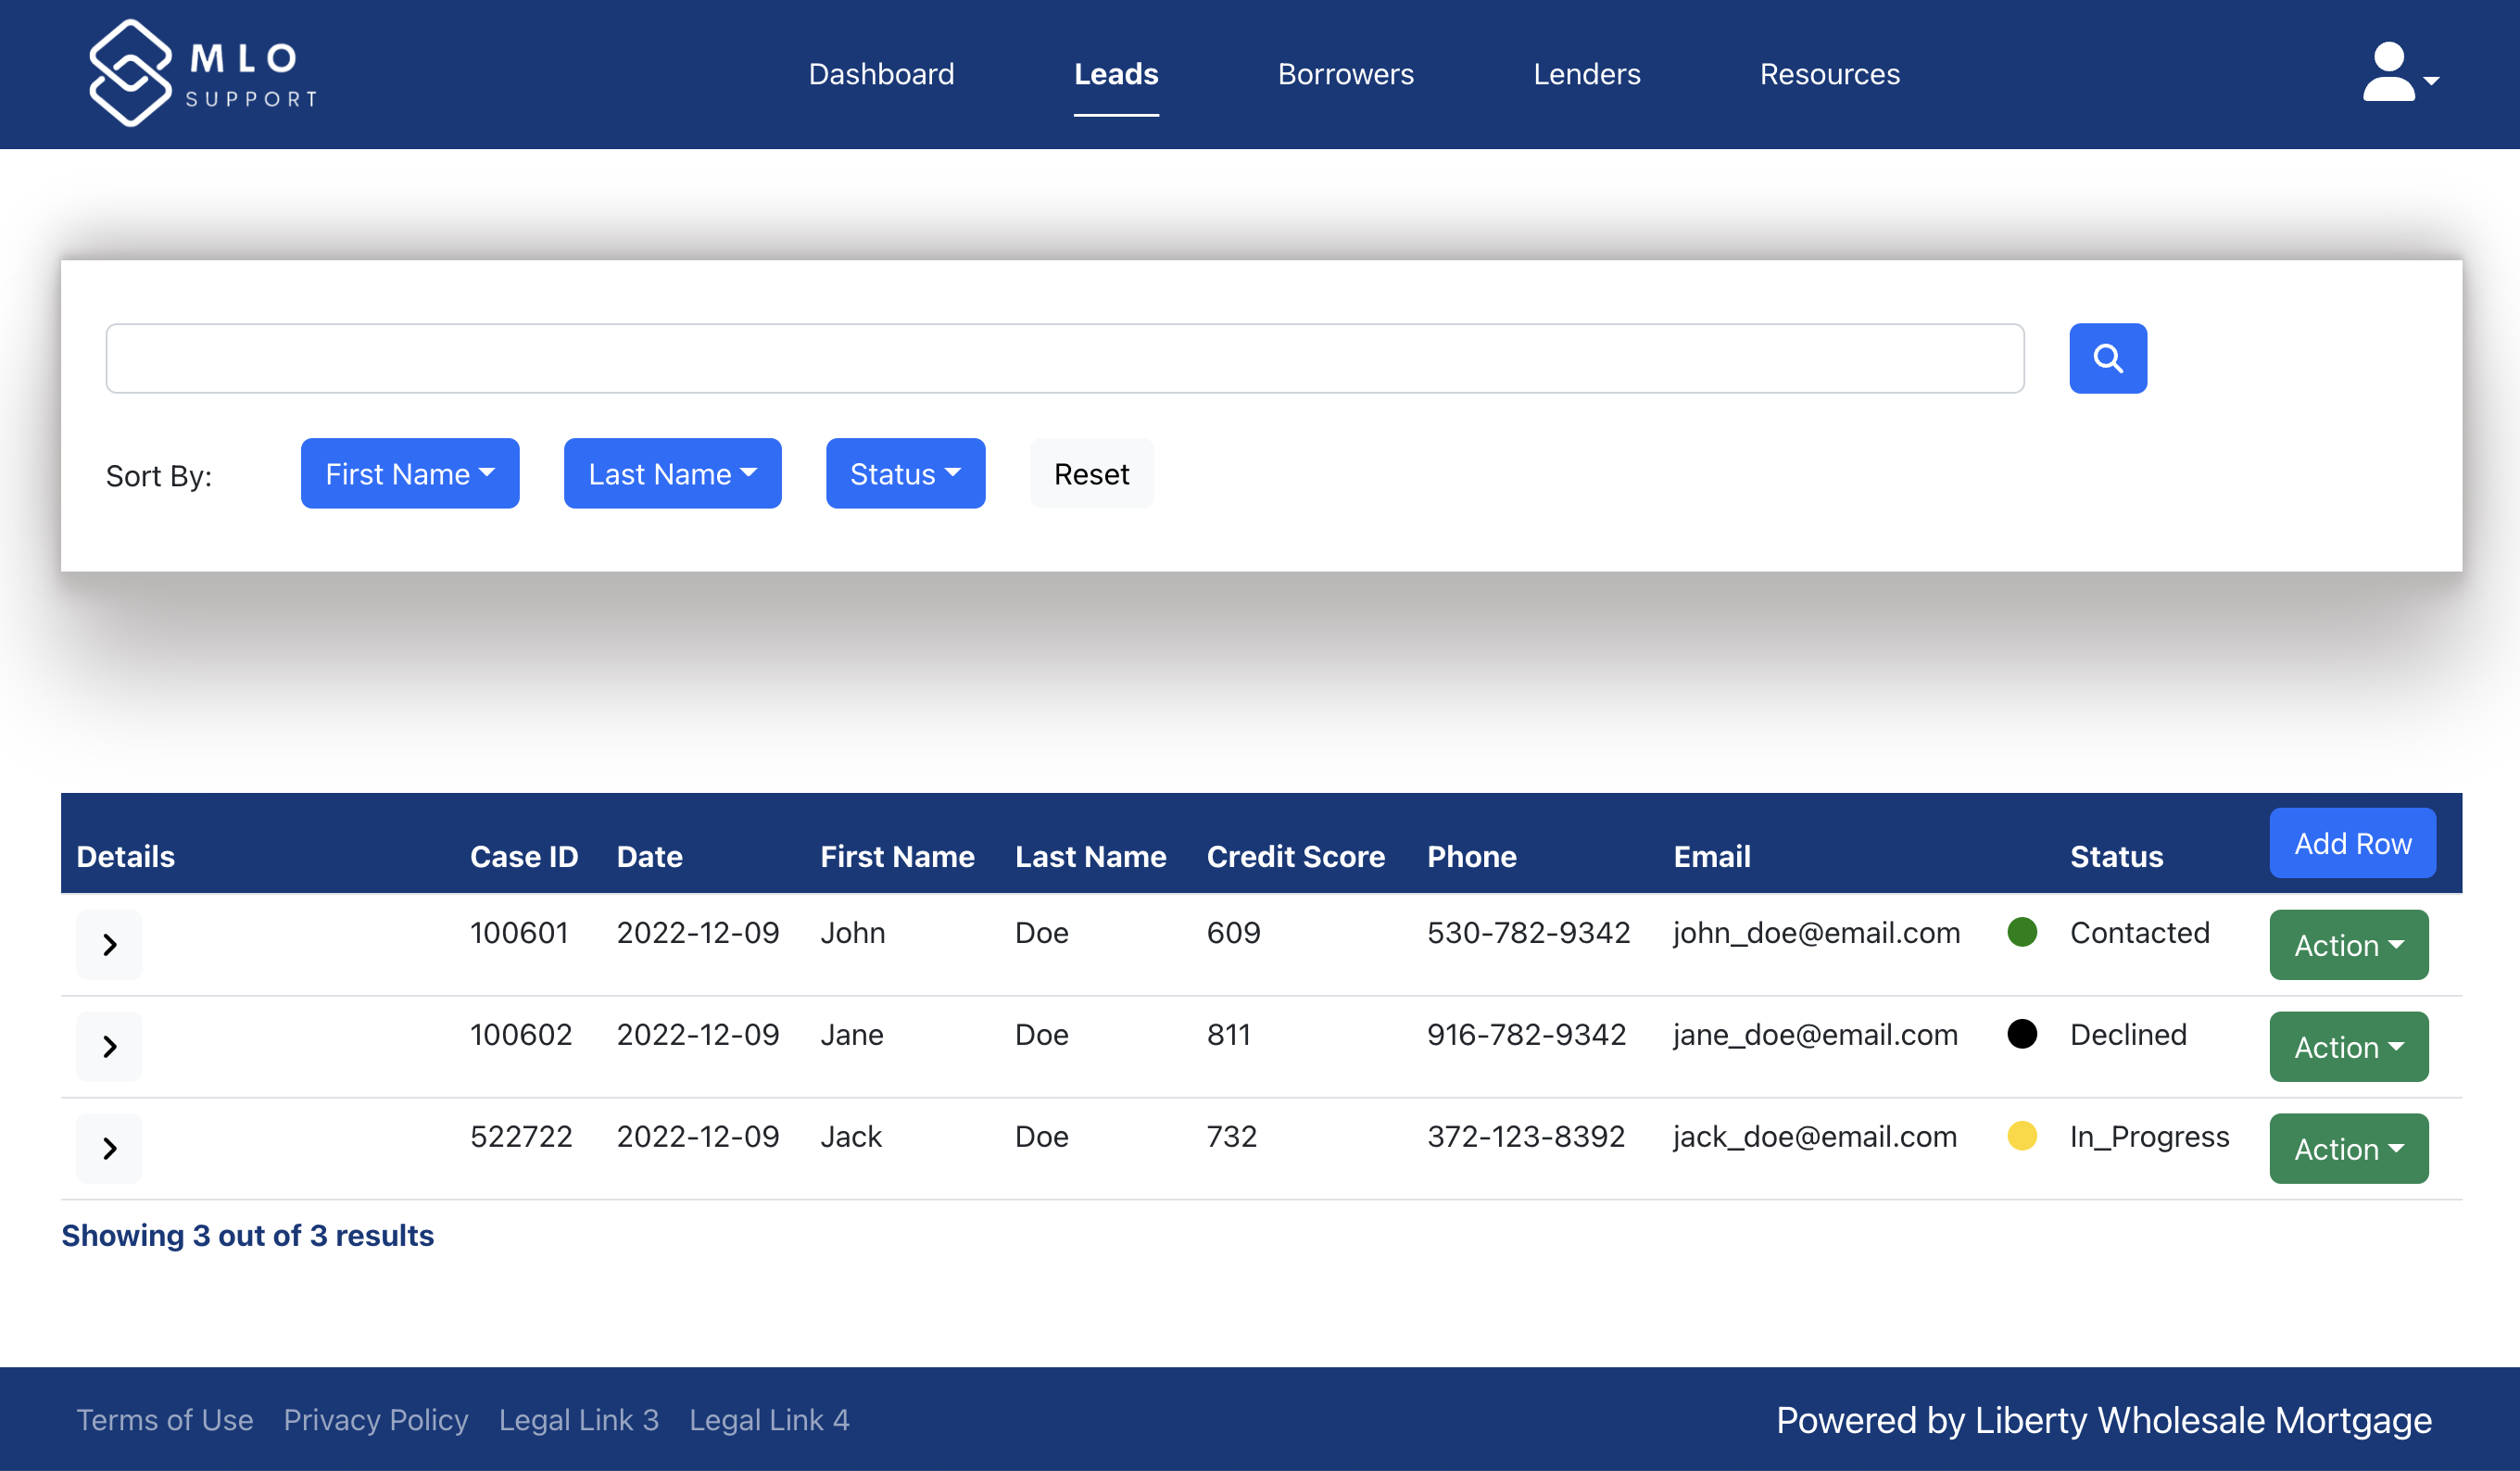 MLO
SUPPORT
Dashboard Leads Borrowers Lenders Resources
Sort By: First Name Last Name Status Reset
Details Case ID Date First Name Last Name Credit Score Phone Email Status Add Row
100601 2022-12-09 John Doe 609 530-782-9342 john_doe@email.com Contacted Action
100602 2022-12-09 Jane Doe 811 916-782-9342 jane_doe@email.com Declined Action
522722 2022-12-09 Jack Doe 732 372-123-8392 jack_doe@email.com In_Progress Action
Showing 3 out of 3 results
Terms of Use Privacy Policy Legal Link 3 Legal Link 4 Powered by Liberty Wholesale Mortgage